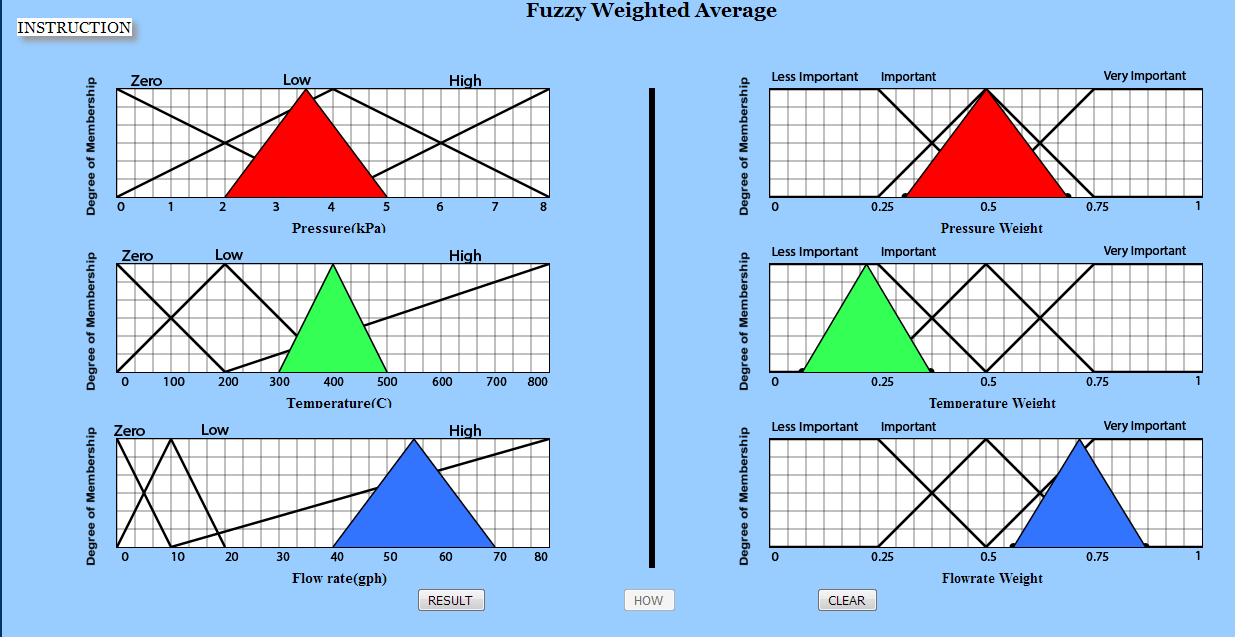 Fuzzy Weighted Average
INSTRUCTION
Zero Low High
Degree of Membership
0 1 2 3 4 5 6 7 8
Pressure(kPa)
Less Important Important Very Important
Degree of Membership
0 0.25 0.5 0.75 1
Pressure Weight
Zero Low High
Degree of Membership
0 100 200 300 400 500 600 700 800
Temperature(C)
Less Important Important Very Important
Degree of Membership
0 0.25 0.5 0.75 1
Temperature Weight
Zero Low High
Degree of Membership
0 10 20 30 40 50 60 70 80
Flow rate(gph)
Less Important Important Very Important
Degree of Membership
0 0.25 0.5 0.75 1
Flowrate Weight
RESULT HOW CLEAR